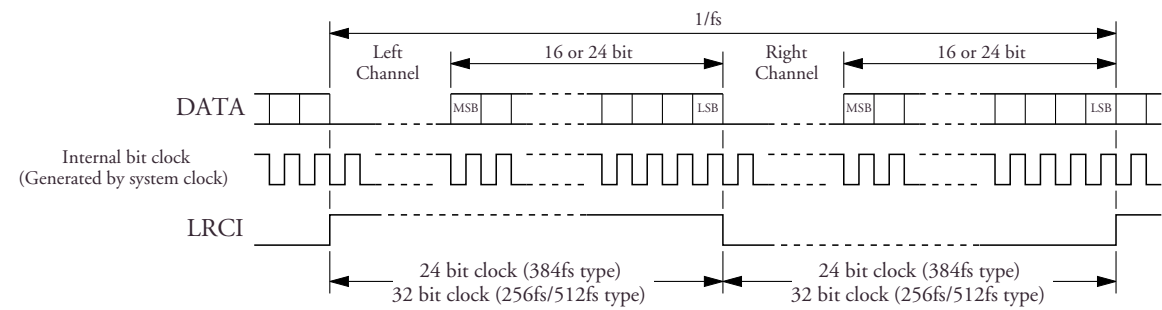 1/fs
Left
Channel
16 or 24 bit
Right
Channel
16 or 24 bit
DATA
MSB
LSB
MSB
LSB
Internal bit clock
(Generated by system clock)
LRCI
24 bit clock (384fs type)
32 bit clock (256fs/512fs type)
24 bit clock (384fs type)
32 bit clock (256fs/512fs type)